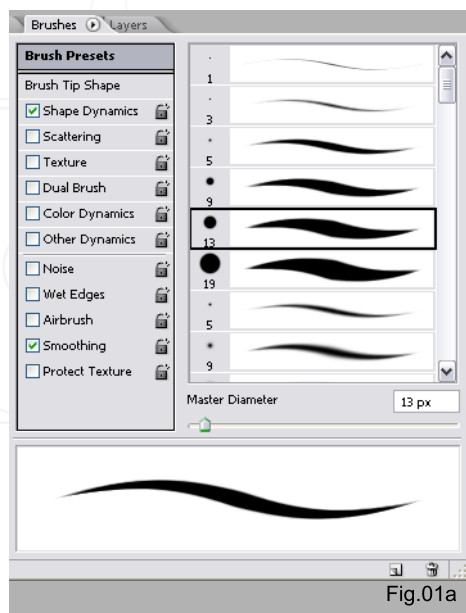 Brushes Layers
Brush Presets
Brush Tip Shape
Shape Dynamics
Scattering
Texture
Dual Brush
Color Dynamics
Other Dynamics
Noise
Wet Edges
Airbrush
Smoothing
Protect Texture
1
3
5
9
13
19
5
9
Master Diameter 13 px
Fig.01a